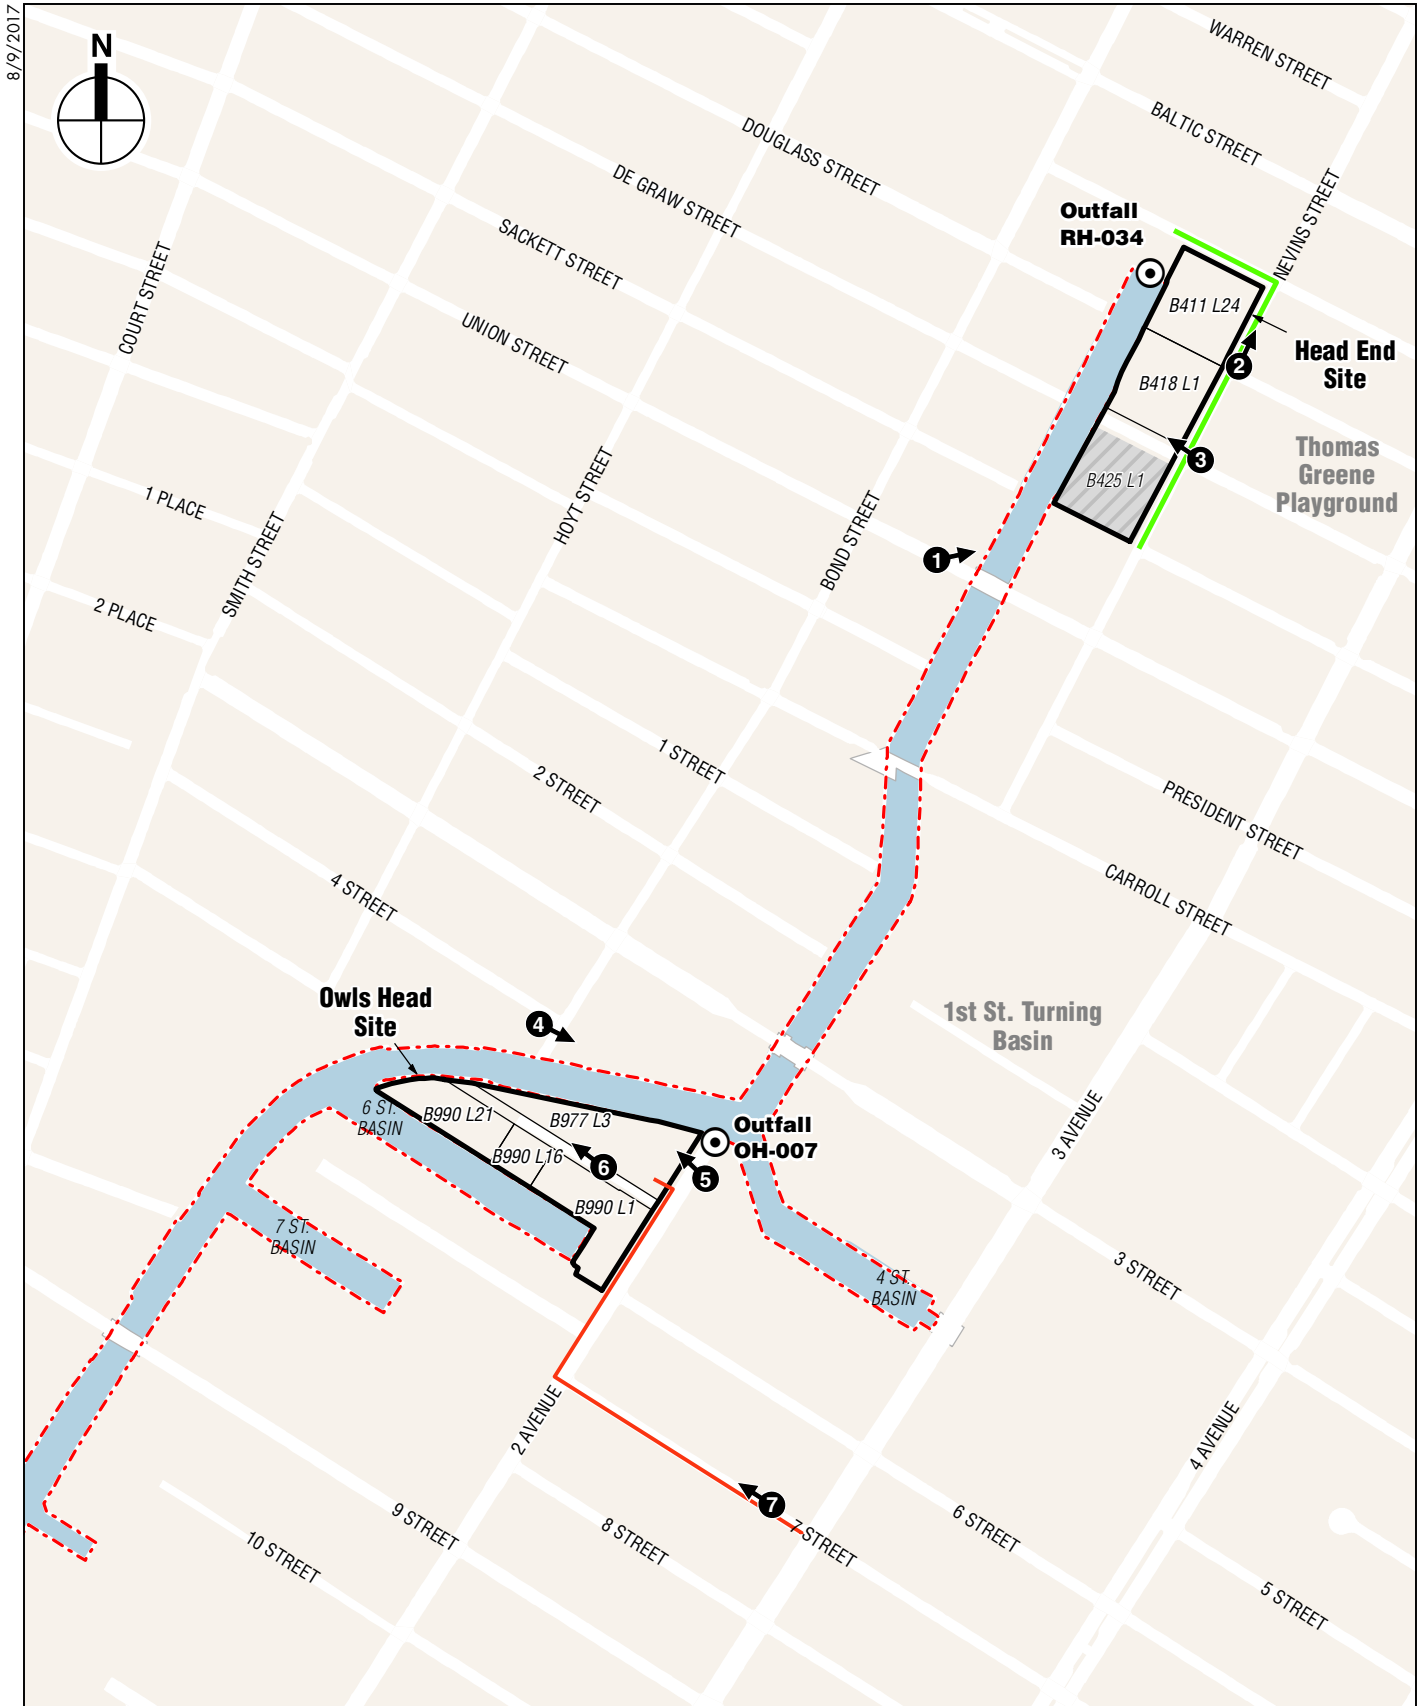 8/9/2017
N
WARREN STREET
BALTIC STREET
DOUGLASS STREET
DE GRAW STREET
NEVINS STREET
SACKETT STREET
Outfall
RH-034
COURT STREET
B411 L24
UNION STREET
Head End
Site
2
B418 L1
Thomas
Greene
Playground
3
B425 L1
1 PLACE
HOYT STREET
BOND STREET
SMITH STREET
1
2 PLACE
1 STREET
2 STREET
PRESIDENT STREET
4 STREET
CARROLL STREET
Owls Head
Site
4
1st St. Turning
Basin
6 ST.
BASIN
B990 L21
B977 L3
Outfall
OH-007
3 AVENUE
B990 L16
6
5
B990 L1
7 ST.
BASIN
4 ST.
BASIN
3 STREET
2 AVENUE
4 AVENUE
7
9 STREET
10 STREET
8 STREET
7 STREET
6 STREET
5 STREET